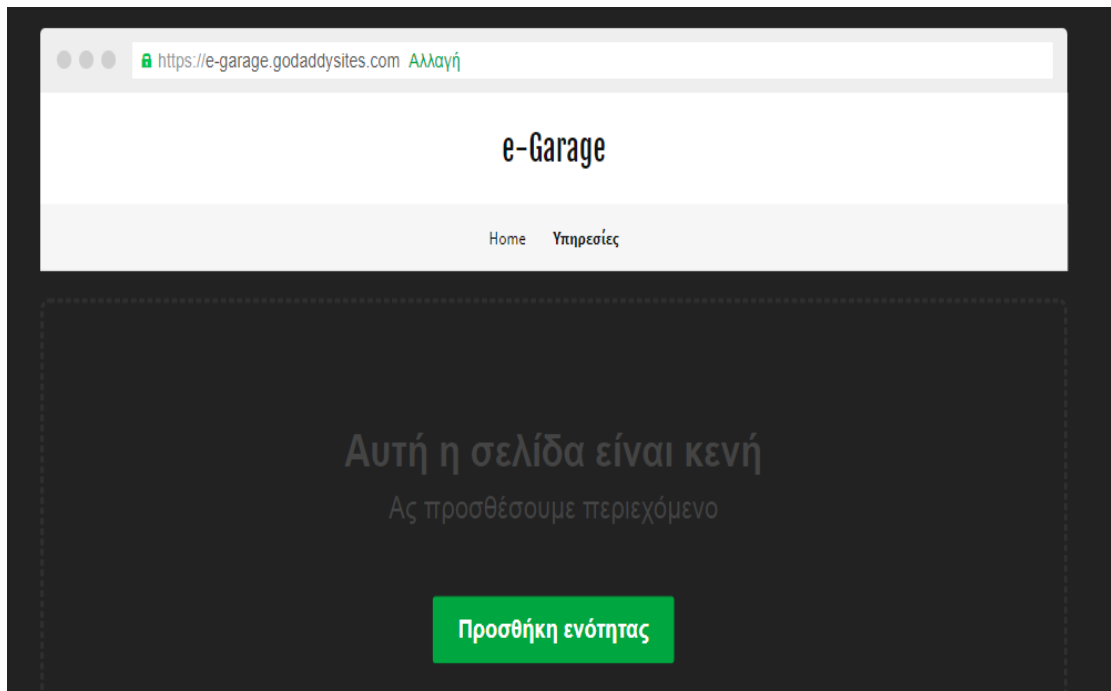 https://e-garage.godaddysites.com Αλλαγή
e-Garage
Home Υπηρεσίες
Αυτή η σελίδα είναι κενή
Ας προσθέσουμε περιεχόμενο
Προσθήκη ενότητας